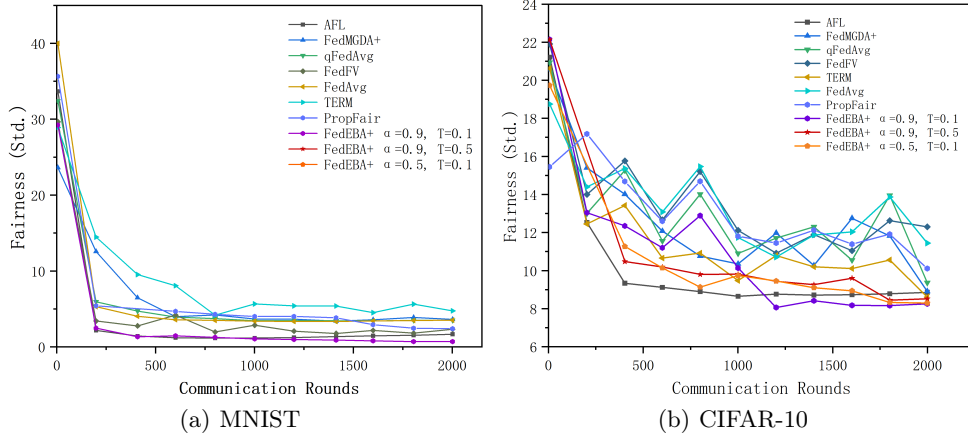 Fairness (Std.)
40
30
20
10
0
AFL
FedMGDA+
qFedAvg
FedFV
FedAvg
TERM
PropFair
FedEBA+ α=0.9, T=0.1
FedEBA+ α=0.9, T=0.5
FedEBA+ α=0.5, T=0.1
0 500 1000 1500 2000
Communication Rounds
(a) MNIST
Fairness (Std.)
24
22
20
18
16
14
12
10
8
6
AFL
FedMGDA+
qFedAvg
FedFV
TERM
FedAvg
PropFair
FedEBA+ α=0.9, T=0.1
FedEBA+ α=0.9, T=0.5
FedEBA+ α=0.5, T=0.1
0 500 1000 1500 2000
Communication Rounds
(b) CIFAR-10